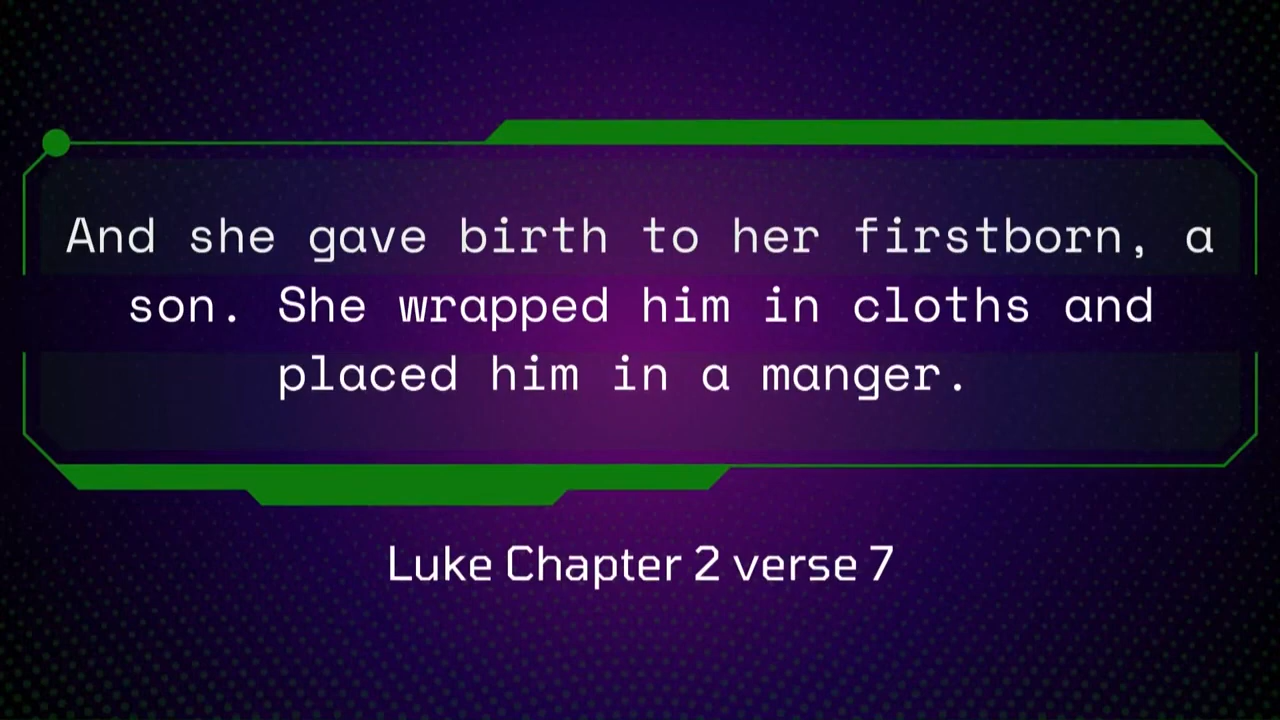 And she gave birth to her firstborn, a
son. She wrapped him in cloths and
placed him in a manger.
Luke Chapter 2 verse 7